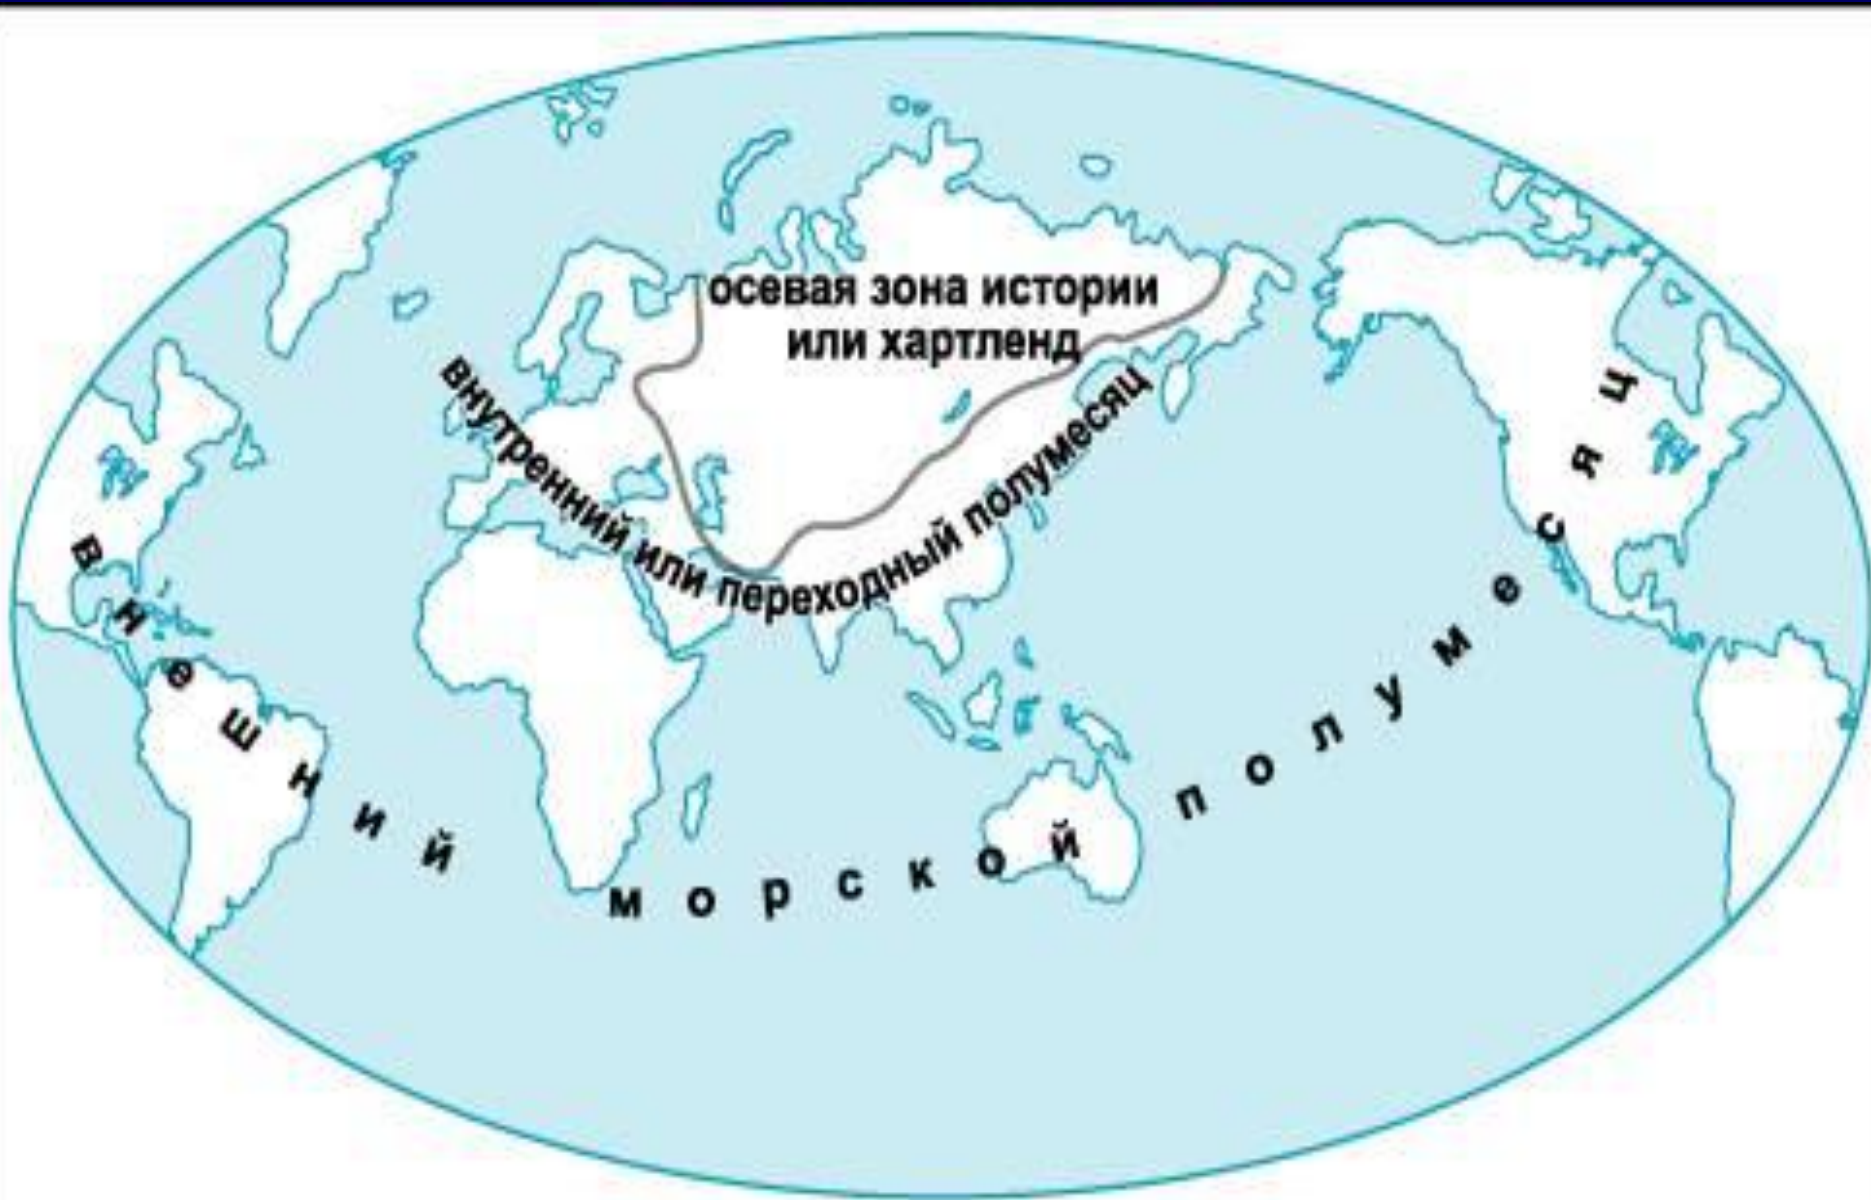 осевая зона истории
или хартленд
внутренний или переходный полумесяц
внешний морской полумесяц